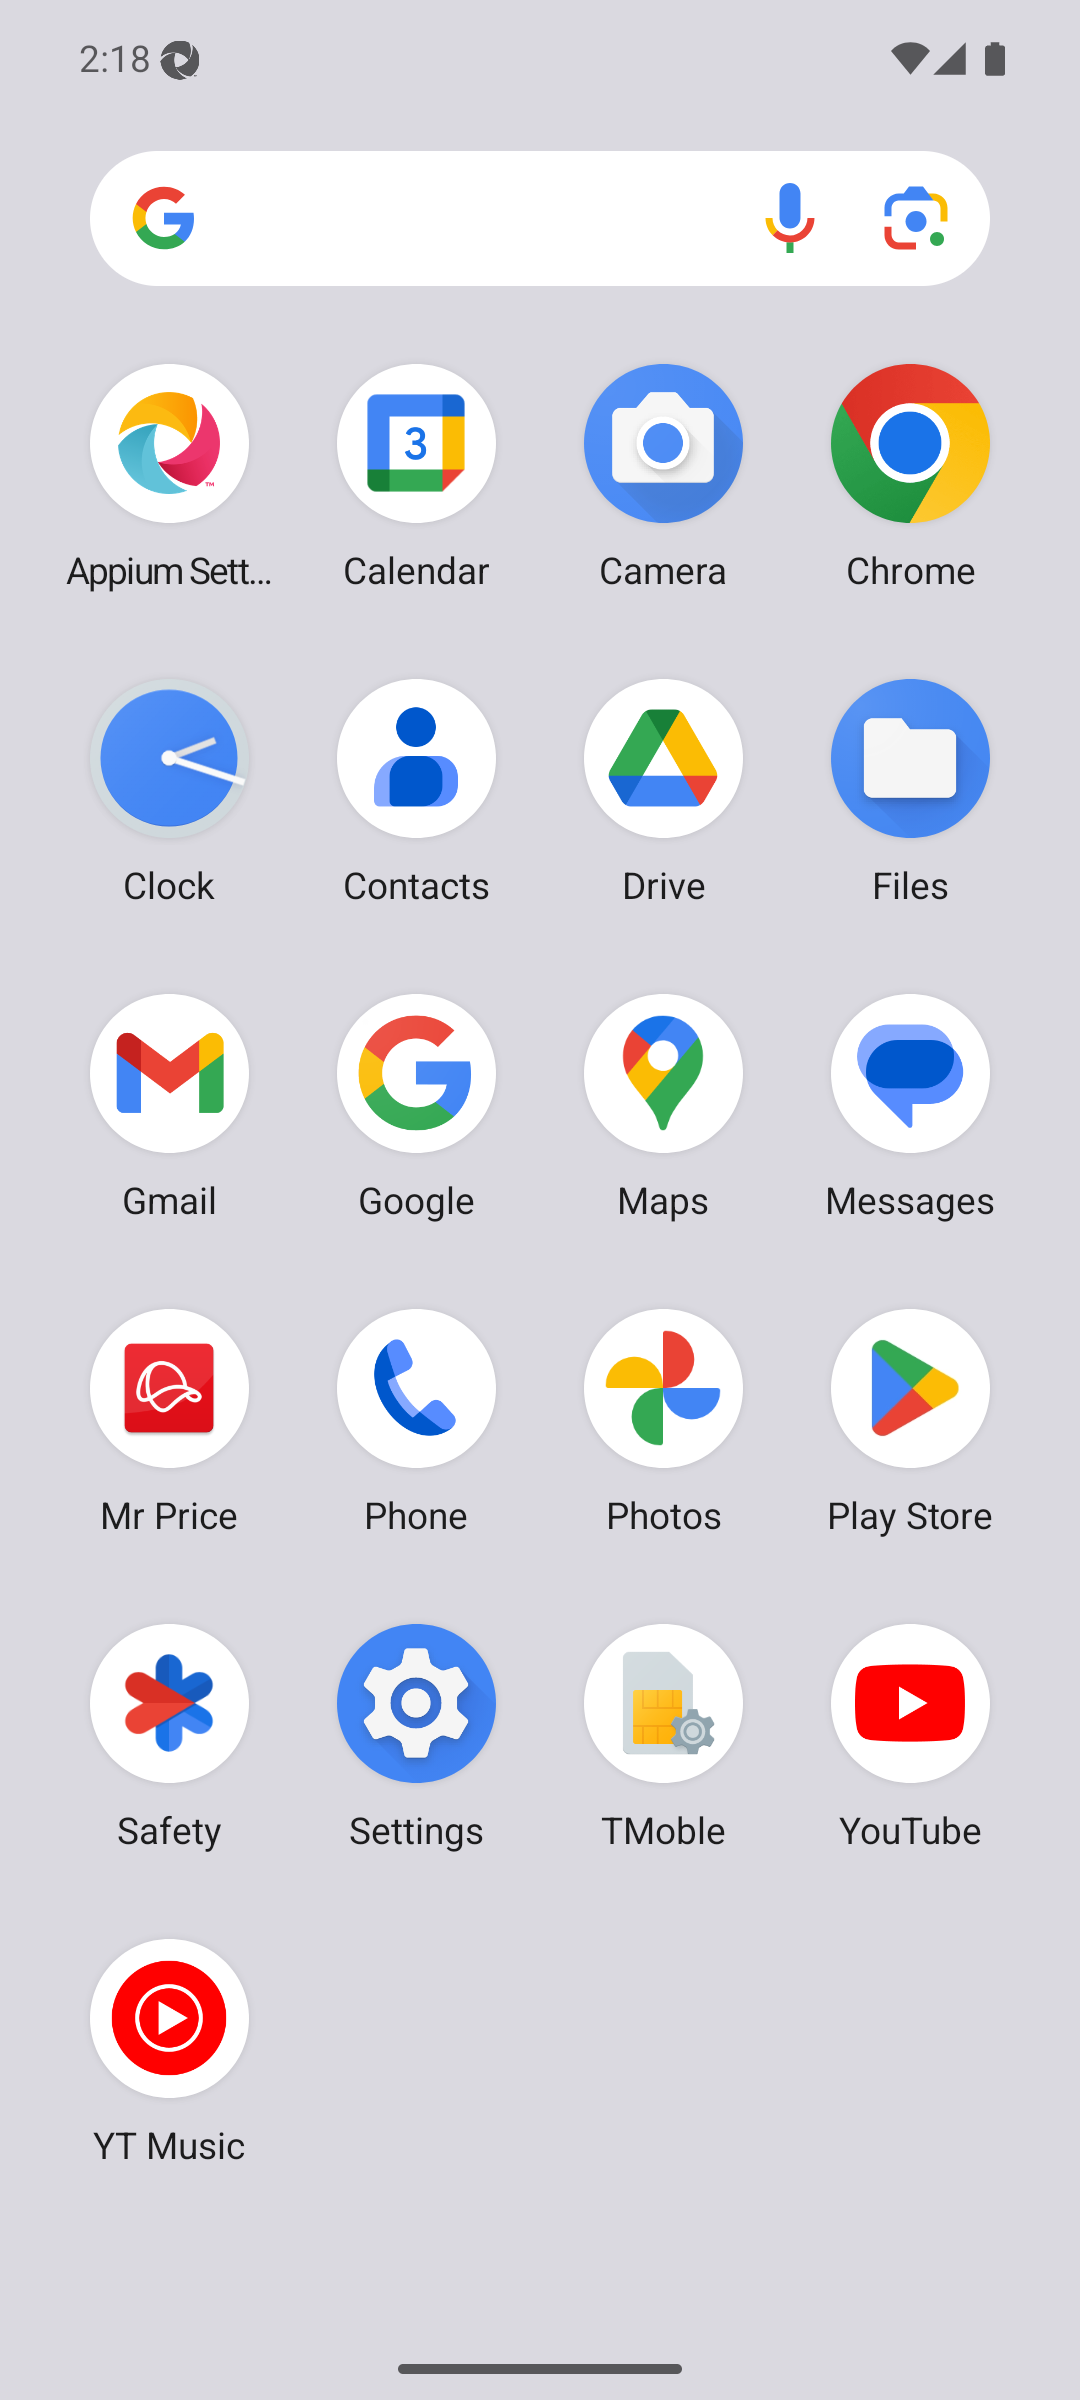 2:18
Appium Sett...
Calendar
Camera
Chrome
Clock
Contacts
Drive
Files
Gmail
Google
Maps
Messages
Mr Price
Phone
Photos
Play Store
Safety
Settings
TMoble
YouTube
YT Music